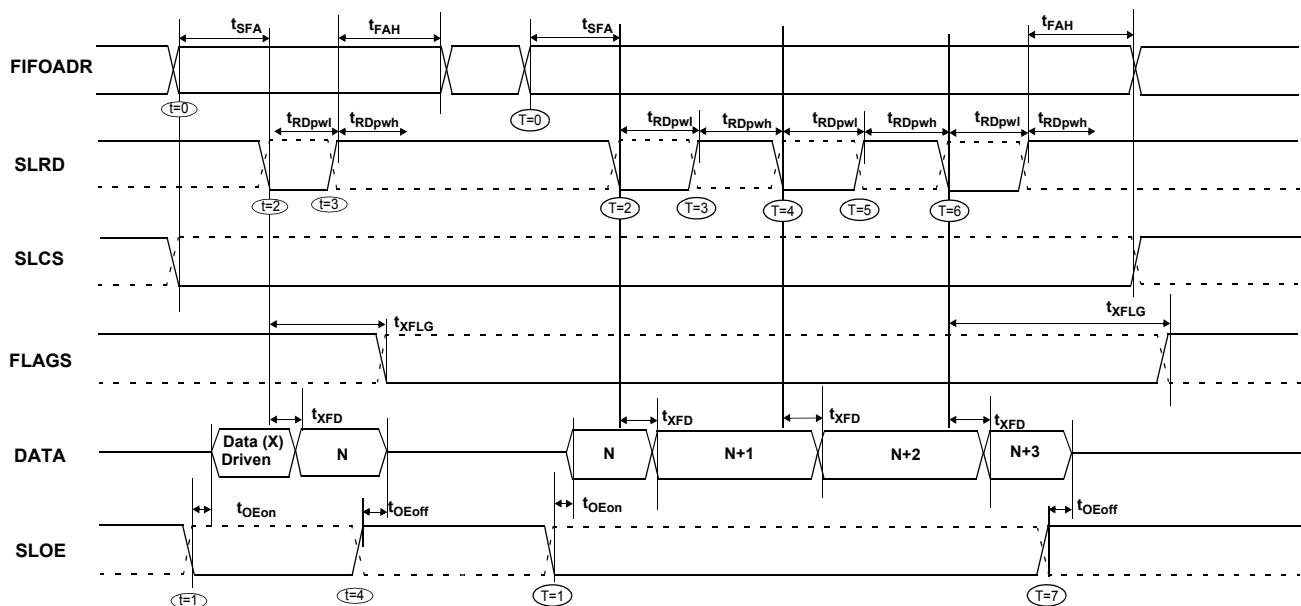 tSFA tFAH tSFA tFAH
FIFOADR
t=0 T=0
tRDpwl tRDpwh tRDpwl tRDpwh tRDpwl tRDpwh tRDpwl tRDpwh
SLRD
t=2 t=3 T=2 T=3 T=4 T=5 T=6
SLCS
tXFLG tXFLG
FLAGS
tXFD tXFD tXFD tXFD
DATA
Data (X)
Driven
N N N+1 N+2 N+3
tOEon tOEoff tOEon tOEoff
SLOE
t=1 t=4 T=1 T=7